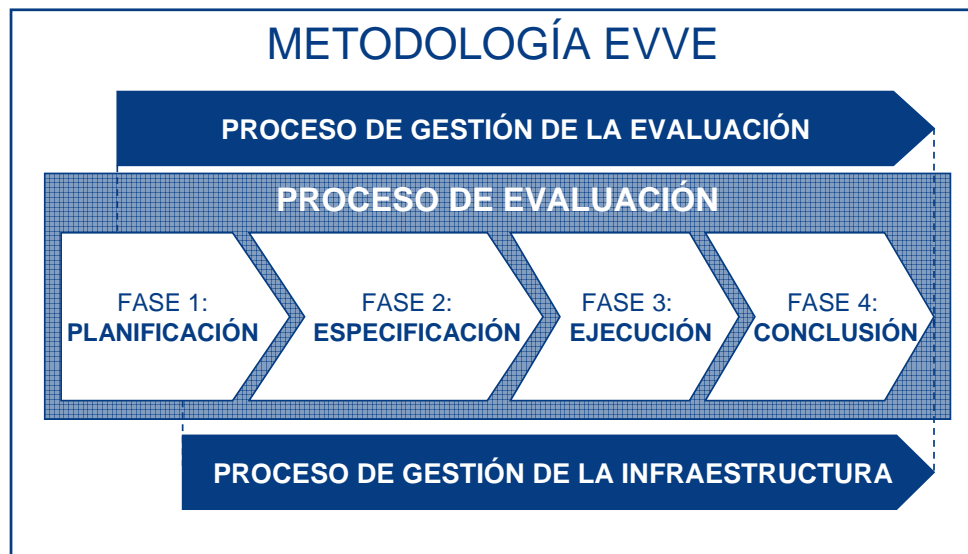 METODOLOGÍA EVVE
PROCESO DE GESTIÓN DE LA EVALUACIÓN
PROCESO DE EVALUACIÓN
FASE 1:
PLANIFICACIÓN
FASE 2:
ESPECIFICACIÓN
FASE 3:
EJECUCIÓN
FASE 4:
CONCLUSIÓN
PROCESO DE GESTIÓN DE LA INFRAESTRUCTURA